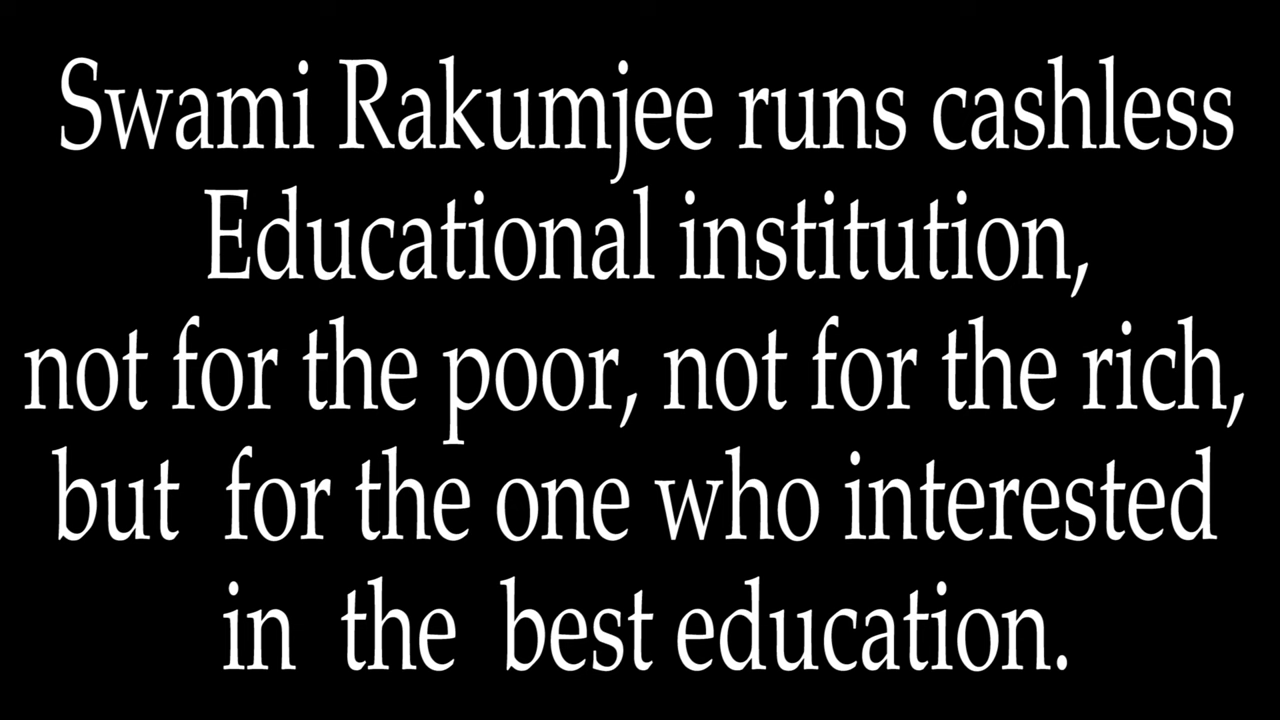 Swami Rakumjee runs cashless
Educational institution,
not for the poor, not for the rich,
but for the one who interested
in the best education.